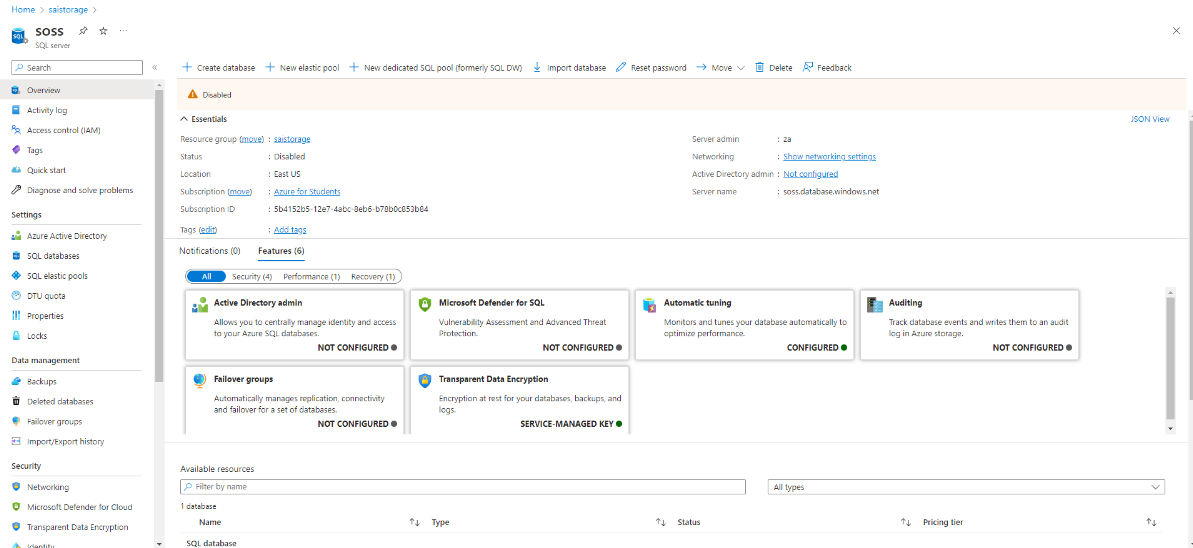 Home > saistorage >
SOSS
SQL server
Search
«
Overview
Activity log
Access control (IAM)
Tags
Quick start
Diagnose and solve problems
Settings
Azure Active Directory
SQL databases
SQL elastic pools
DTU quota
Properties
Locks
Data management
Backups
Deleted databases
Failover groups
Import/Export history
Security
Networking
Microsoft Defender for Cloud
Transparent Data Encryption
Identity
Create database New elastic pool New dedicated SQL pool (formerly SQL DW) Import database Reset password Move Delete Feedback
Disabled
Essentials
JSON View
Resource group (move) : saistorage
Status : Disabled
Location : East US
Subscription (move) : Azure for Students
Subscription ID : 5b4152b5-12e7-4abc-8eb6-b78b0c853b84
Tags (edit) : Add tags
Server admin : za
Networking : Show networking settings
Active Directory admin : Not configured
Server name : soss.database.windows.net
Notifications (0) Features (6)
All Security (4) Performance (1) Recovery (1)
Active Directory admin
Allows you to centrally manage identity and access
to your Azure SQL databases.
NOT CONFIGURED
Microsoft Defender for SQL
Vulnerability Assessment and Advanced Threat
Protection.
NOT CONFIGURED
Automatic tuning
Monitors and tunes your database automatically to
optimize performance.
CONFIGURED
Auditing
Track database events and writes them to an audit
log in Azure storage.
NOT CONFIGURED
Failover groups
Automatically manages replication, connectivity
and failover for a set of databases.
NOT CONFIGURED
Transparent Data Encryption
Encryption at rest for your databases, backups, and
logs.
SERVICE-MANAGED KEY
Available resources
Filter by name
All types
1 database
Name Type Status Pricing tier
SQL database